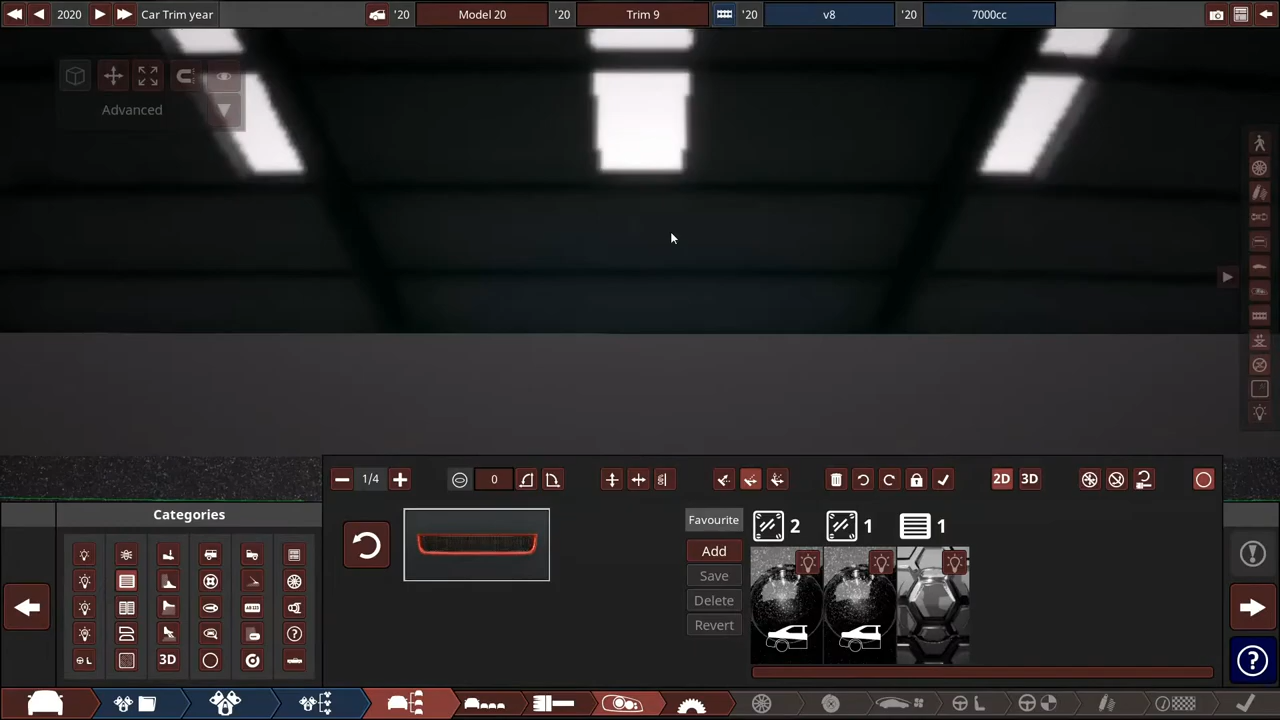 2020 Car Trim year '20 Model 20 '20 Trim 9 '20 v8 '20 7000cc
Advanced
1/4 0 2D 3D
Categories
Favourite 2 1 1
Add
Save
Delete
Revert
L 3D